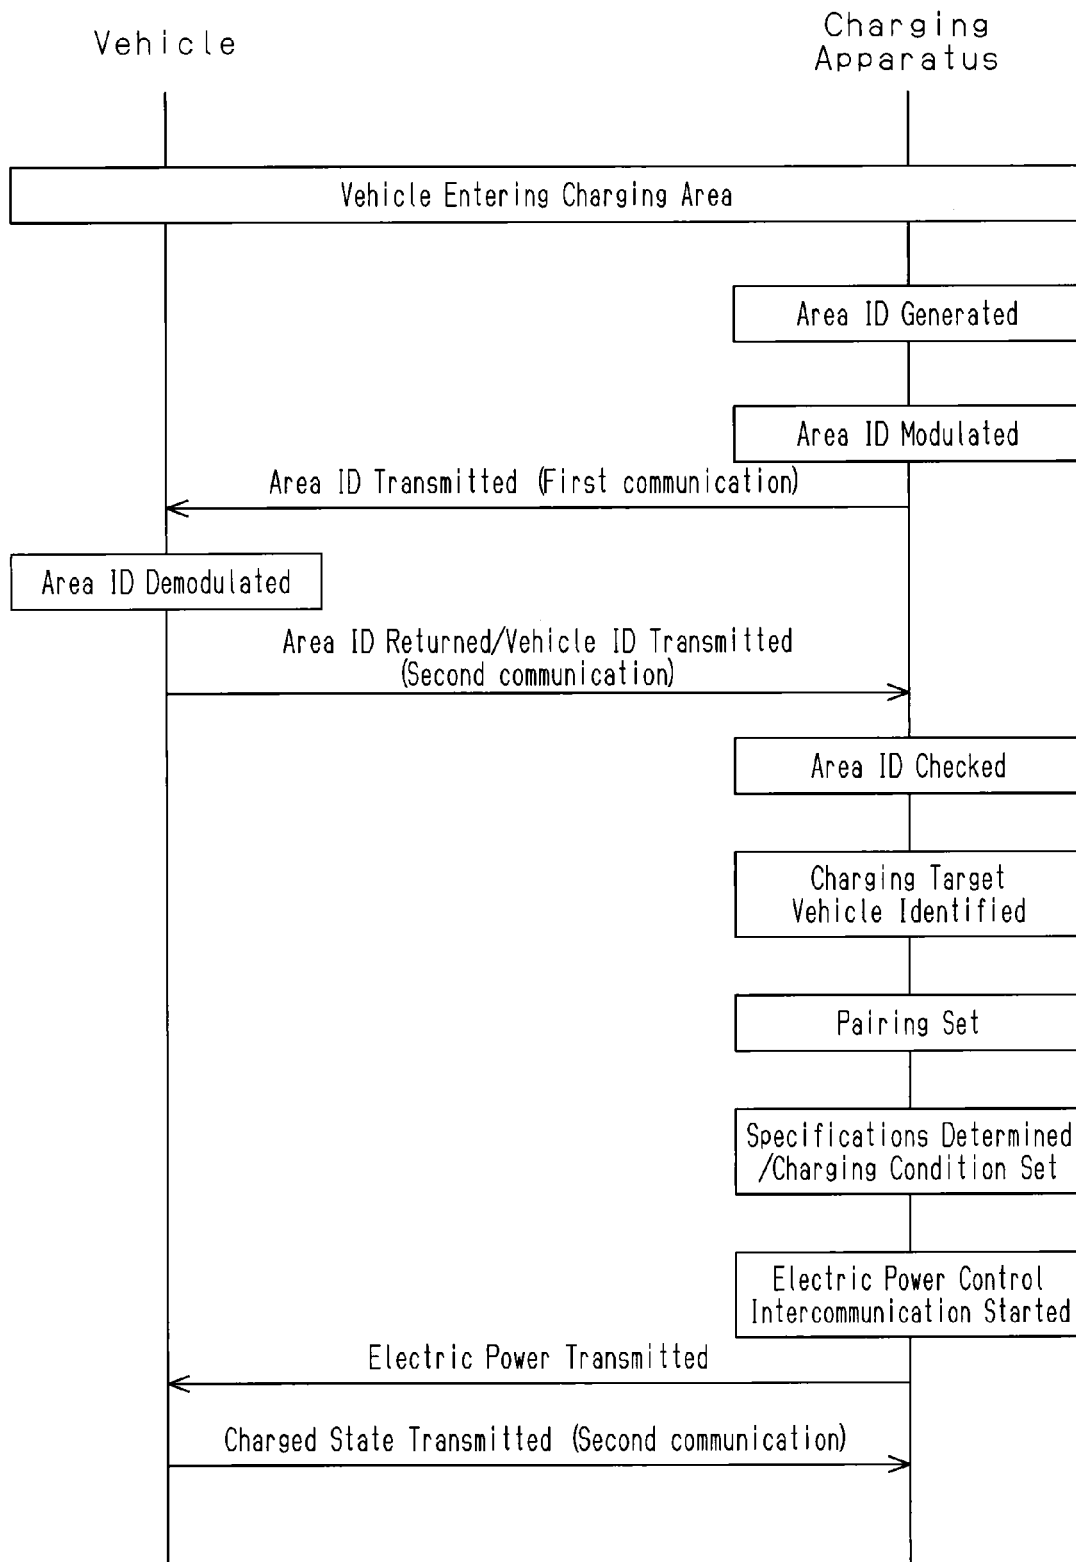 Vehicle
Charging
Apparatus
Vehicle Entering Charging Area
Area ID Generated
Area ID Modulated
Area ID Transmitted (First communication)
Area ID Demodulated
Area ID Returned/Vehicle ID Transmitted
(Second communication)
Area ID Checked
Charging Target
Vehicle Identified
Pairing Set
Specifications Determined
/Charging Condition Set
Electric Power Control
Intercommunication Started
Electric Power Transmitted
Charged State Transmitted (Second communication)